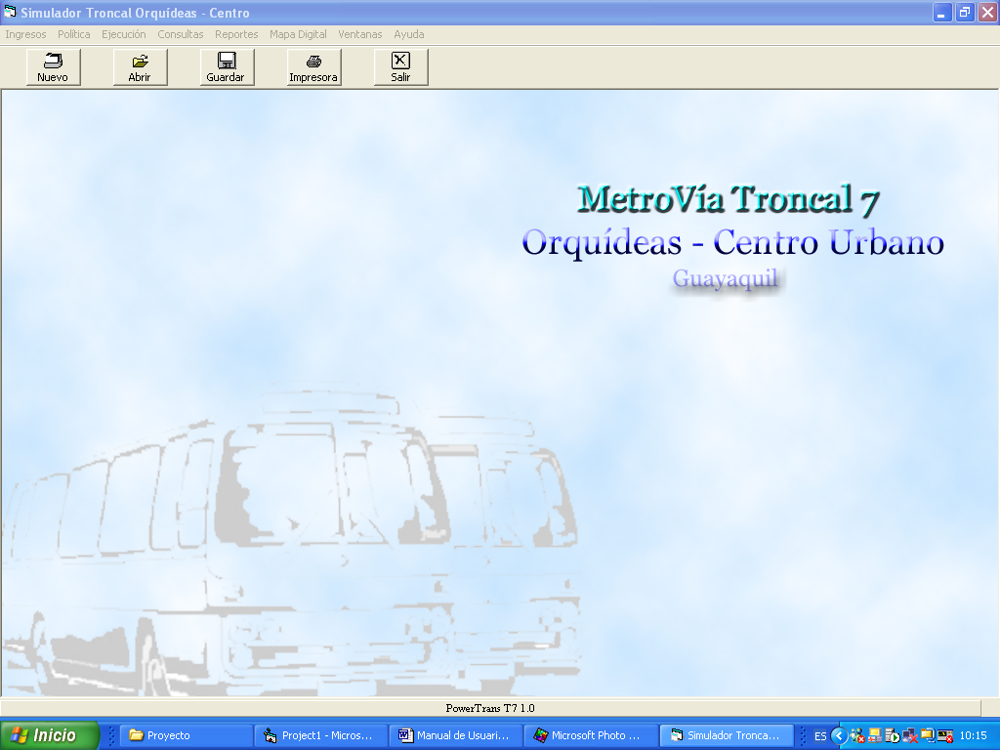 Simulador Troncal Orquídeas - Centro
Ingresos Política Ejecución Consultas Reportes Mapa Digital Ventanas Ayuda
Nuevo Abrir Guardar Impresora Salir
MetroVía Troncal 7
Orquídeas - Centro Urbano
Guayaquil
PowerTrans T7 1.0
Inicio Proyecto Project1 - Micros... Manual de Usuari... Microsoft Photo ... Simulador Tronca... ES 10:15